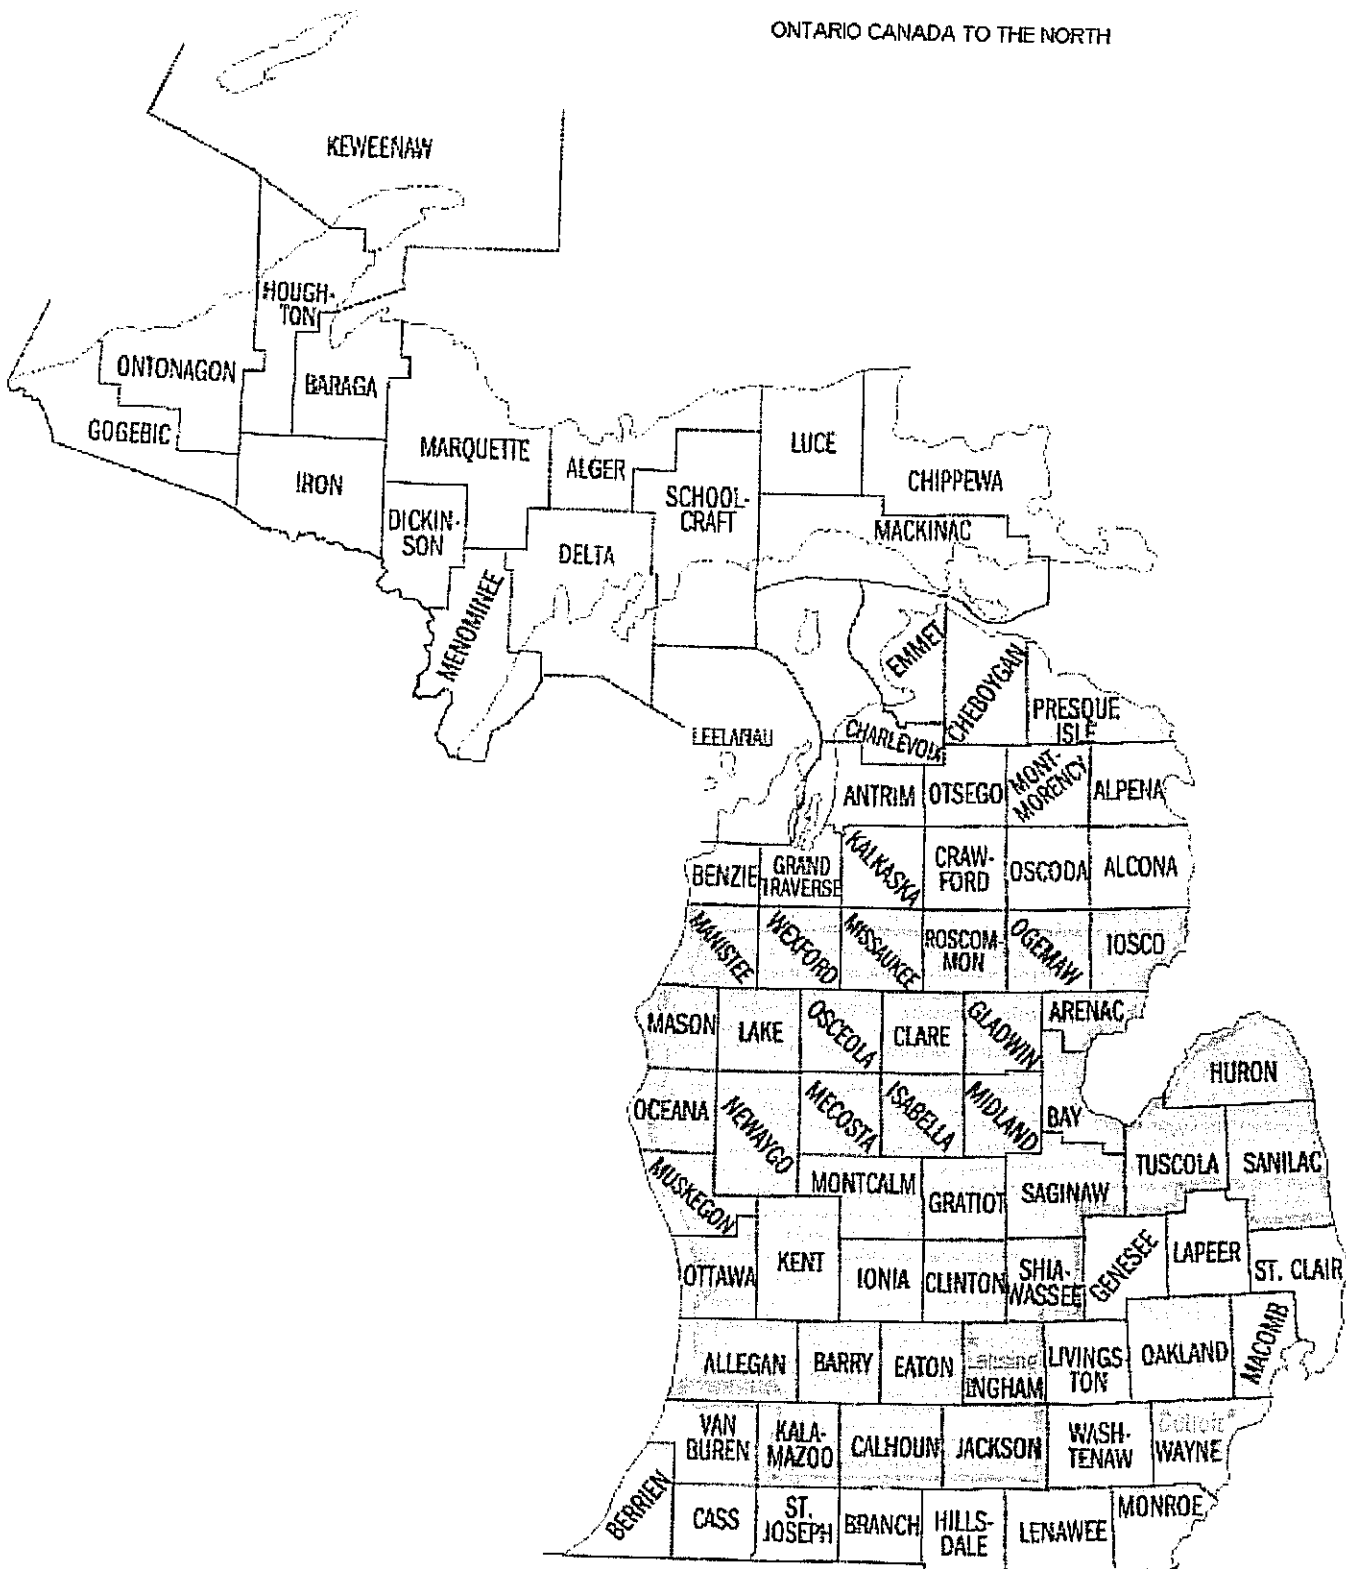 ONTARIO CANADA TO THE NORTH
KEWEENAW
HOUGH-
TON
ONTONAGON
BARAGA
GOGEBIC
MARQUETTE
LUCE
ALGER
IRON
CHIPPEWA
SCHOOL-
CRAFT
DICKIN-
SON
MACKINAC
DELTA
MENOMINEE
EMMET
CHEBOYGAN
PRESQUE
ISLE
LEELANAU
CHARLEVOIX
ANTRIM
OTSEGO
MONT-
MORENCY
ALPENA
BENZIE
GRAND
TRAVERSE
KALKASKA
CRAW-
FORD
OSCODA
ALCONA
MANISTEE
WEXFORD
MISSAUKEE
ROSCOM-
MON
OGEMAW
IOSCO
MASON
LAKE
OSCEOLA
CLARE
GLADWIN
ARENAC
HURON
OCEANA
NEWAYGO
MECOSTA
ISABELLA
MIDLAND
BAY
TUSCOLA
SANILAC
MUSKEGON
MONTCALM
GRATIOT
SAGINAW
OTTAWA
KENT
IONIA
CLINTON
SHIA-
WASSEE
GENESEE
LAPEER
ST. CLAIR
ALLEGAN
BARRY
EATON
Lansing
INGHAM
LIVINGS-
TON
OAKLAND
MACOMB
VAN
BUREN
KALA-
MAZOO
CALHOUN
JACKSON
WASH-
TENAW
Detroit
WAYNE
BERRIEN
CASS
ST.
JOSEPH
BRANCH
HILLS-
DALE
LENAWEE
MONROE